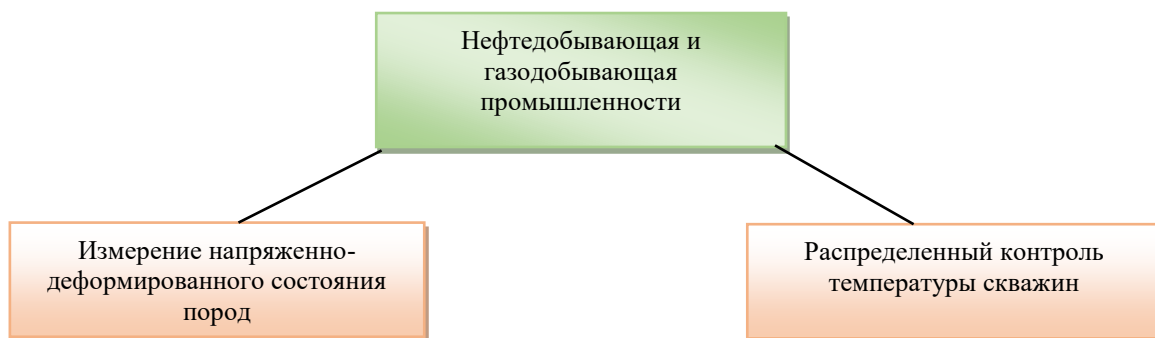 Нефтедобывающая и
газодобывающая
промышленности
Измерение напряженно-
деформированного состояния
пород
Распределенный контроль
температуры скважин